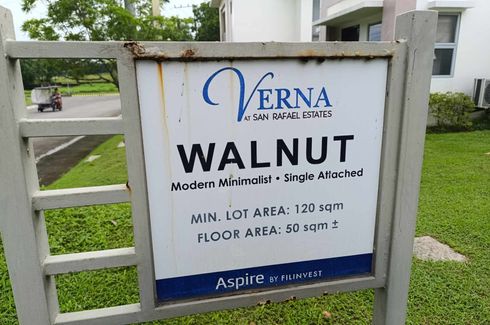 VERNA
AT SAN RAFAEL ESTATES
WALNUT
Modern Minimalist • Single Attached
MIN. LOT AREA: 120 sqm
FLOOR AREA: 50 sqm ±
Aspire BY FILINVEST